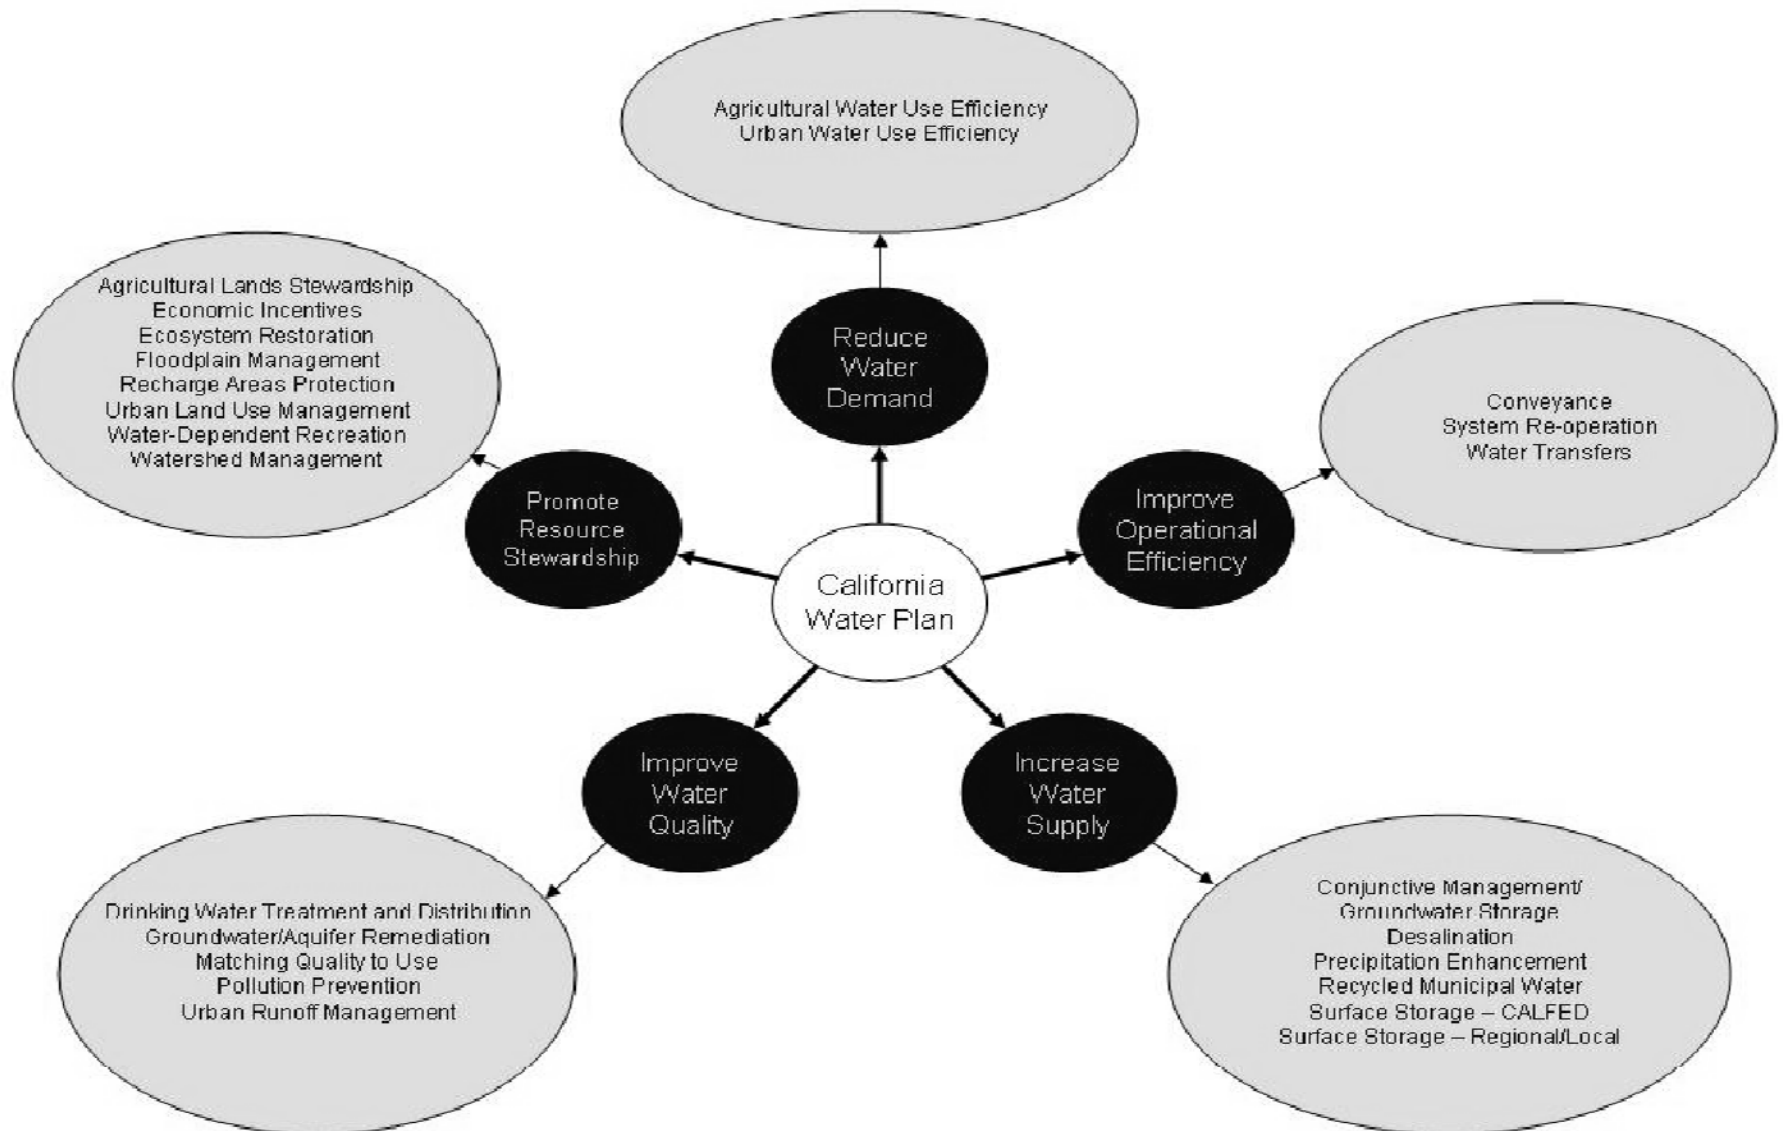 Agricultural Water Use Efficiency
Urban Water Use Efficiency
Agricultural Lands Stewardship
Economic Incentives
Ecosystem Restoration
Floodplain Management
Recharge Areas Protection
Urban Land Use Management
Water-Dependent Recreation
Watershed Management
Reduce
Water
Demand
Conveyance
System Re-operation
Water Transfers
Promote
Resource
Stewardship
Improve
Operational
Efficiency
California
Water Plan
Improve
Water
Quality
Increase
Water
Supply
Drinking Water Treatment and Distribution
Groundwater/Aquifer Remediation
Matching Quality to Use
Pollution Prevention
Urban Runoff Management
Conjunctive Management/
Groundwater Storage
Desalination
Precipitation Enhancement
Recycled Municipal Water
Surface Storage – CALFED
Surface Storage – Regional/Local